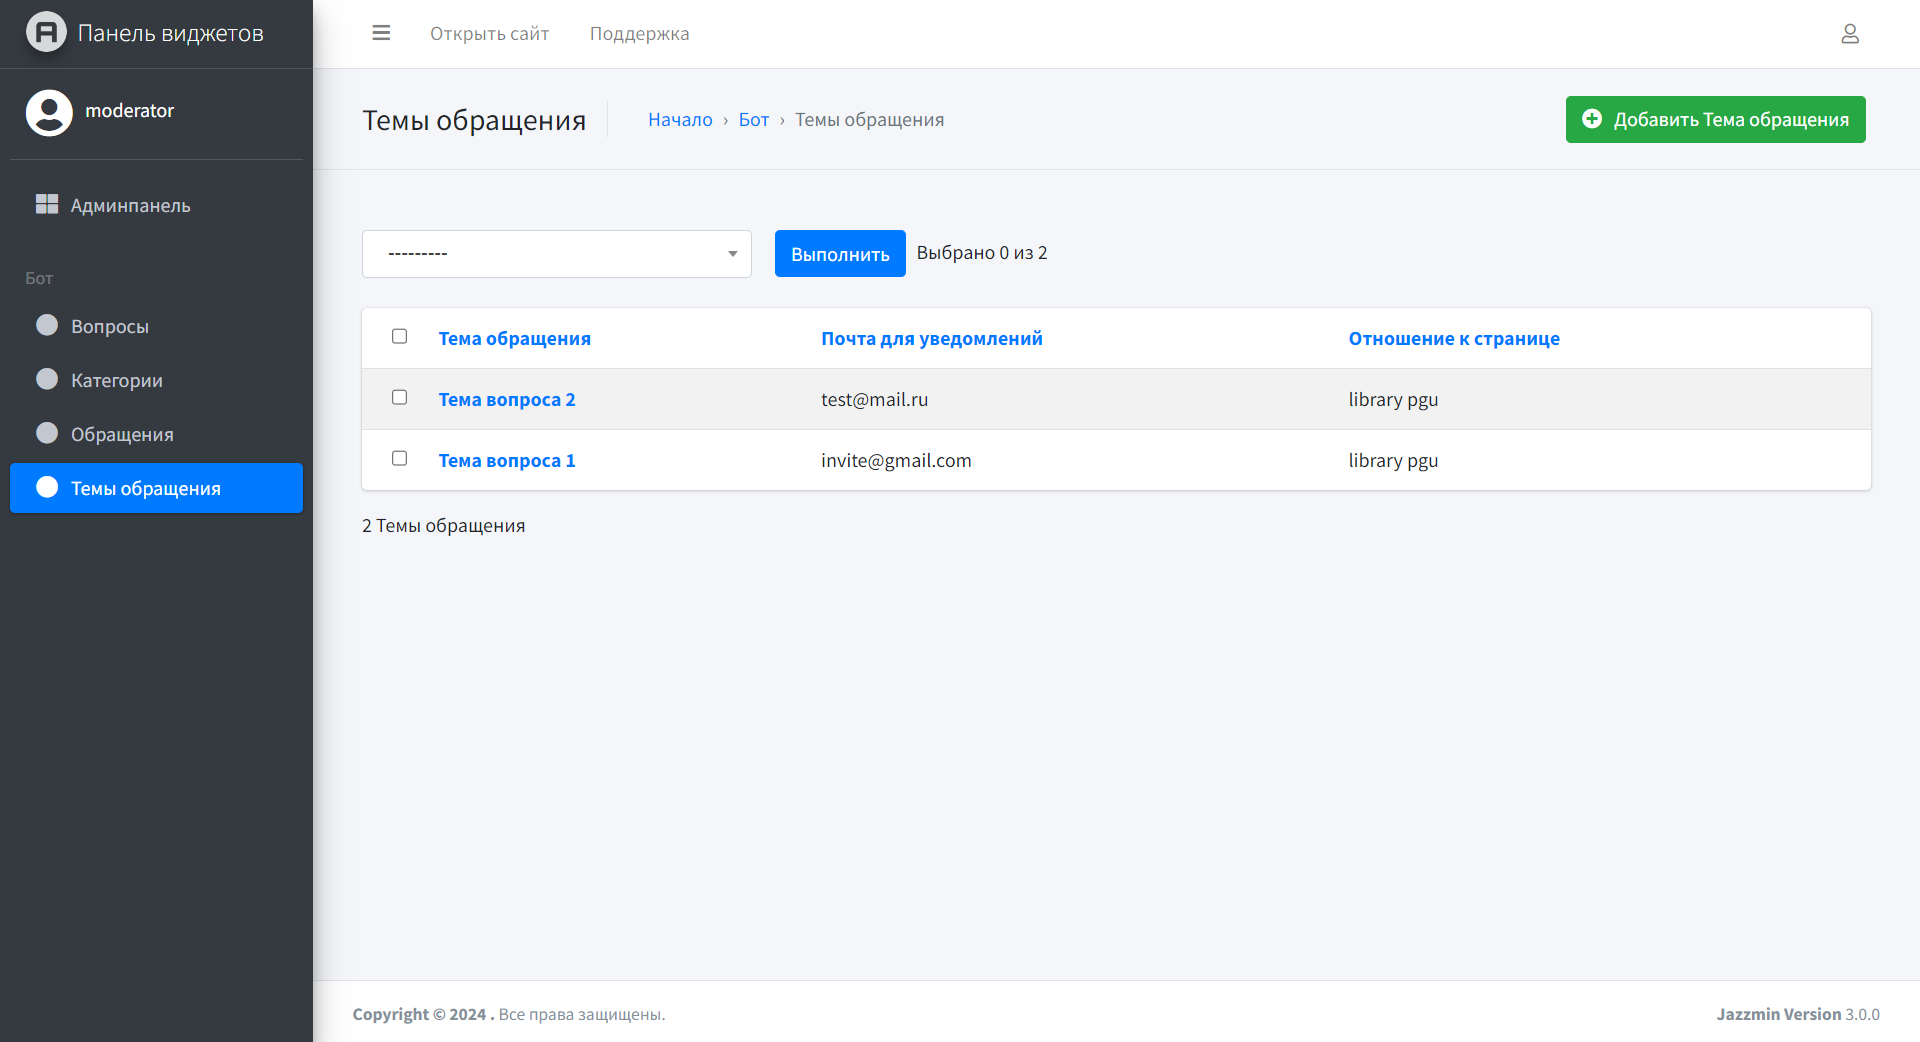 Панель виджетов
moderator
Админпанель
Бот
Вопросы
Категории
Обращения
Темы обращения
Открыть сайт
Поддержка
Темы обращения
Начало › Бот › Темы обращения
Добавить Тема обращения
---------
Выполнить
Выбрано 0 из 2
Тема обращения Почта для уведомлений Отношение к странице
Тема вопроса 2 test@mail.ru library pgu
Тема вопроса 1 invite@gmail.com library pgu
2 Темы обращения
Copyright © 2024 . Все права защищены.
Jazzmin Version 3.0.0